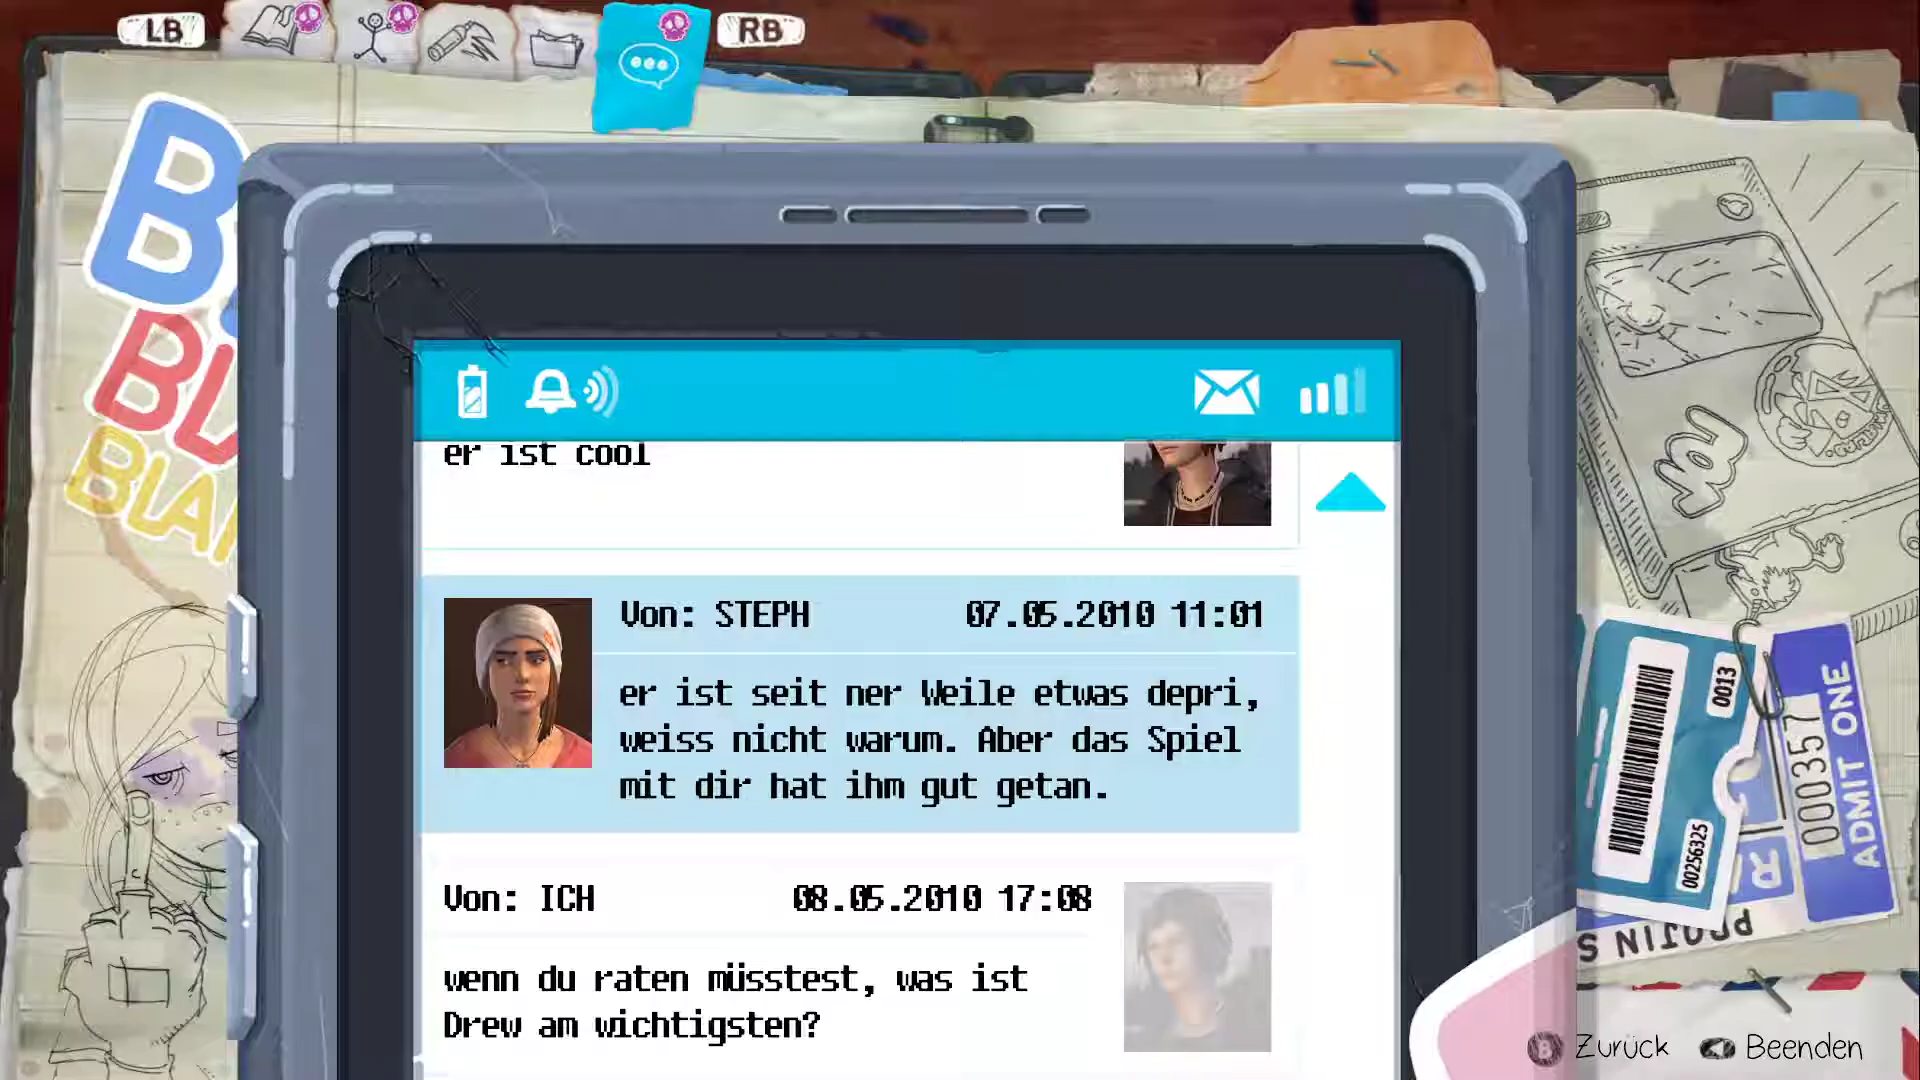 LB
RB
er ist cool
Von: STEPH 07.05.2010 11:01
er ist seit ner Weile etwas depri,
weiss nicht warum. Aber das Spiel
mit dir hat ihm gut getan.
Von: ICH 08.05.2010 17:08
wenn du raten müsstest, was ist
Drew am wichtigsten?
0013
00256325
000357
ADMIT ONE
Zurück
Beenden